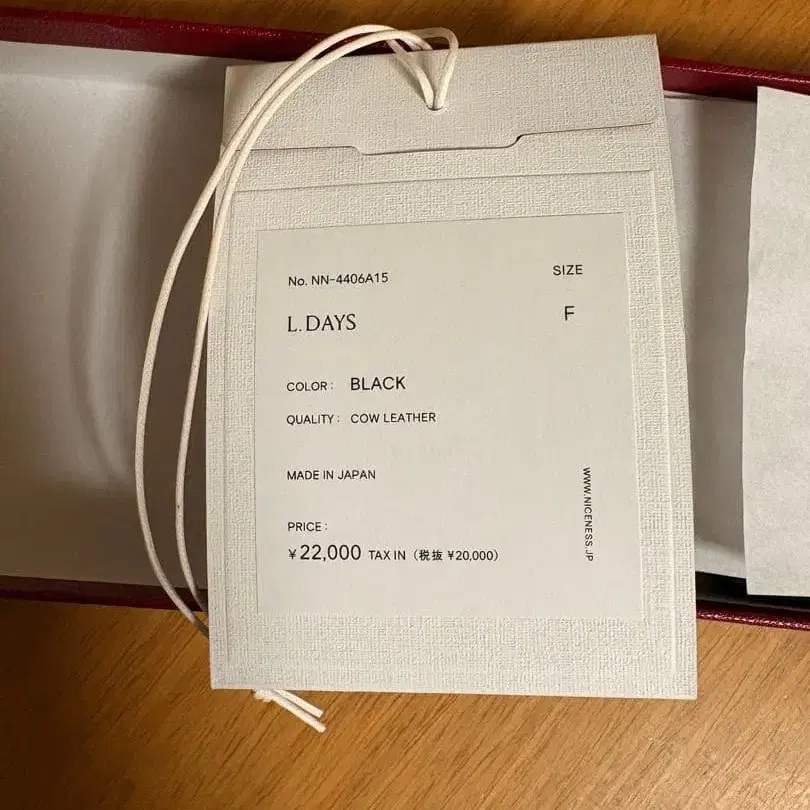 No. NN-4406A15
SIZE
L.DAYS
F
COLOR : BLACK
QUALITY : COW LEATHER
MADE IN JAPAN
PRICE :
¥22,000 TAX IN (税抜 ¥20,000)
WWW.NICENESS.JP